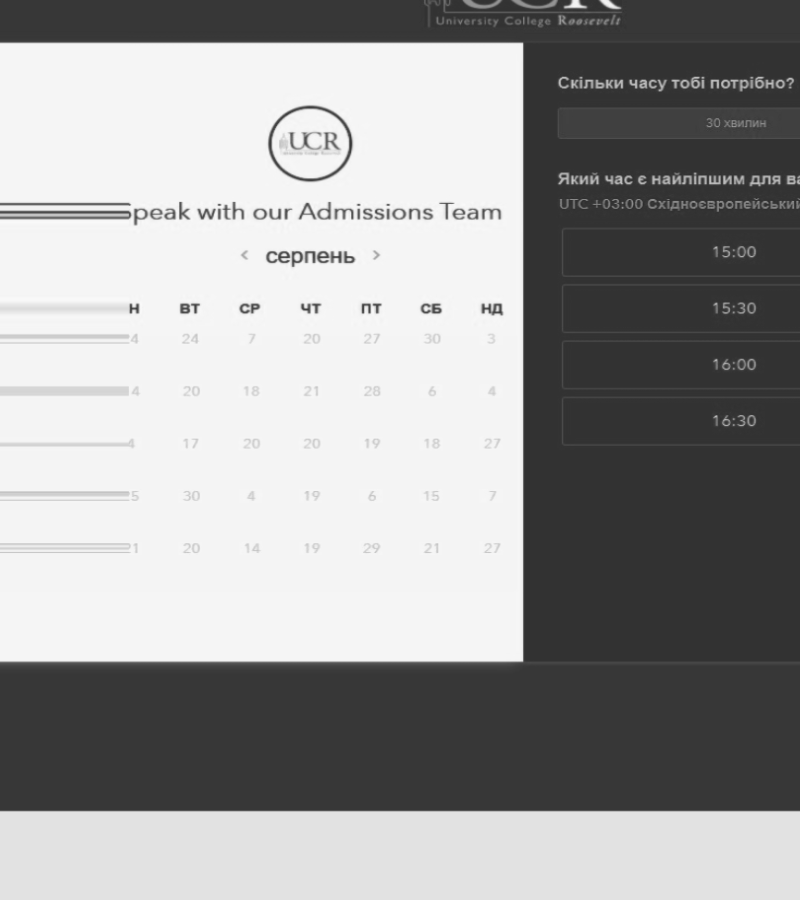 UCR
University College Roosevelt
UCR
peak with our Admissions Team
< серпень >
Н ВТ СР ЧТ ПТ СБ НД
4 24 7 20 27 30 3
4 20 18 21 28 6 4
4 17 20 20 19 18 27
5 30 4 19 6 15 7
1 20 14 19 29 21 27
Скільки часу тобі потрібно?
30 хвилин
Який час є найліпшим для ва
UTC +03:00 Східноєвропейський
15:00
15:30
16:00
16:30